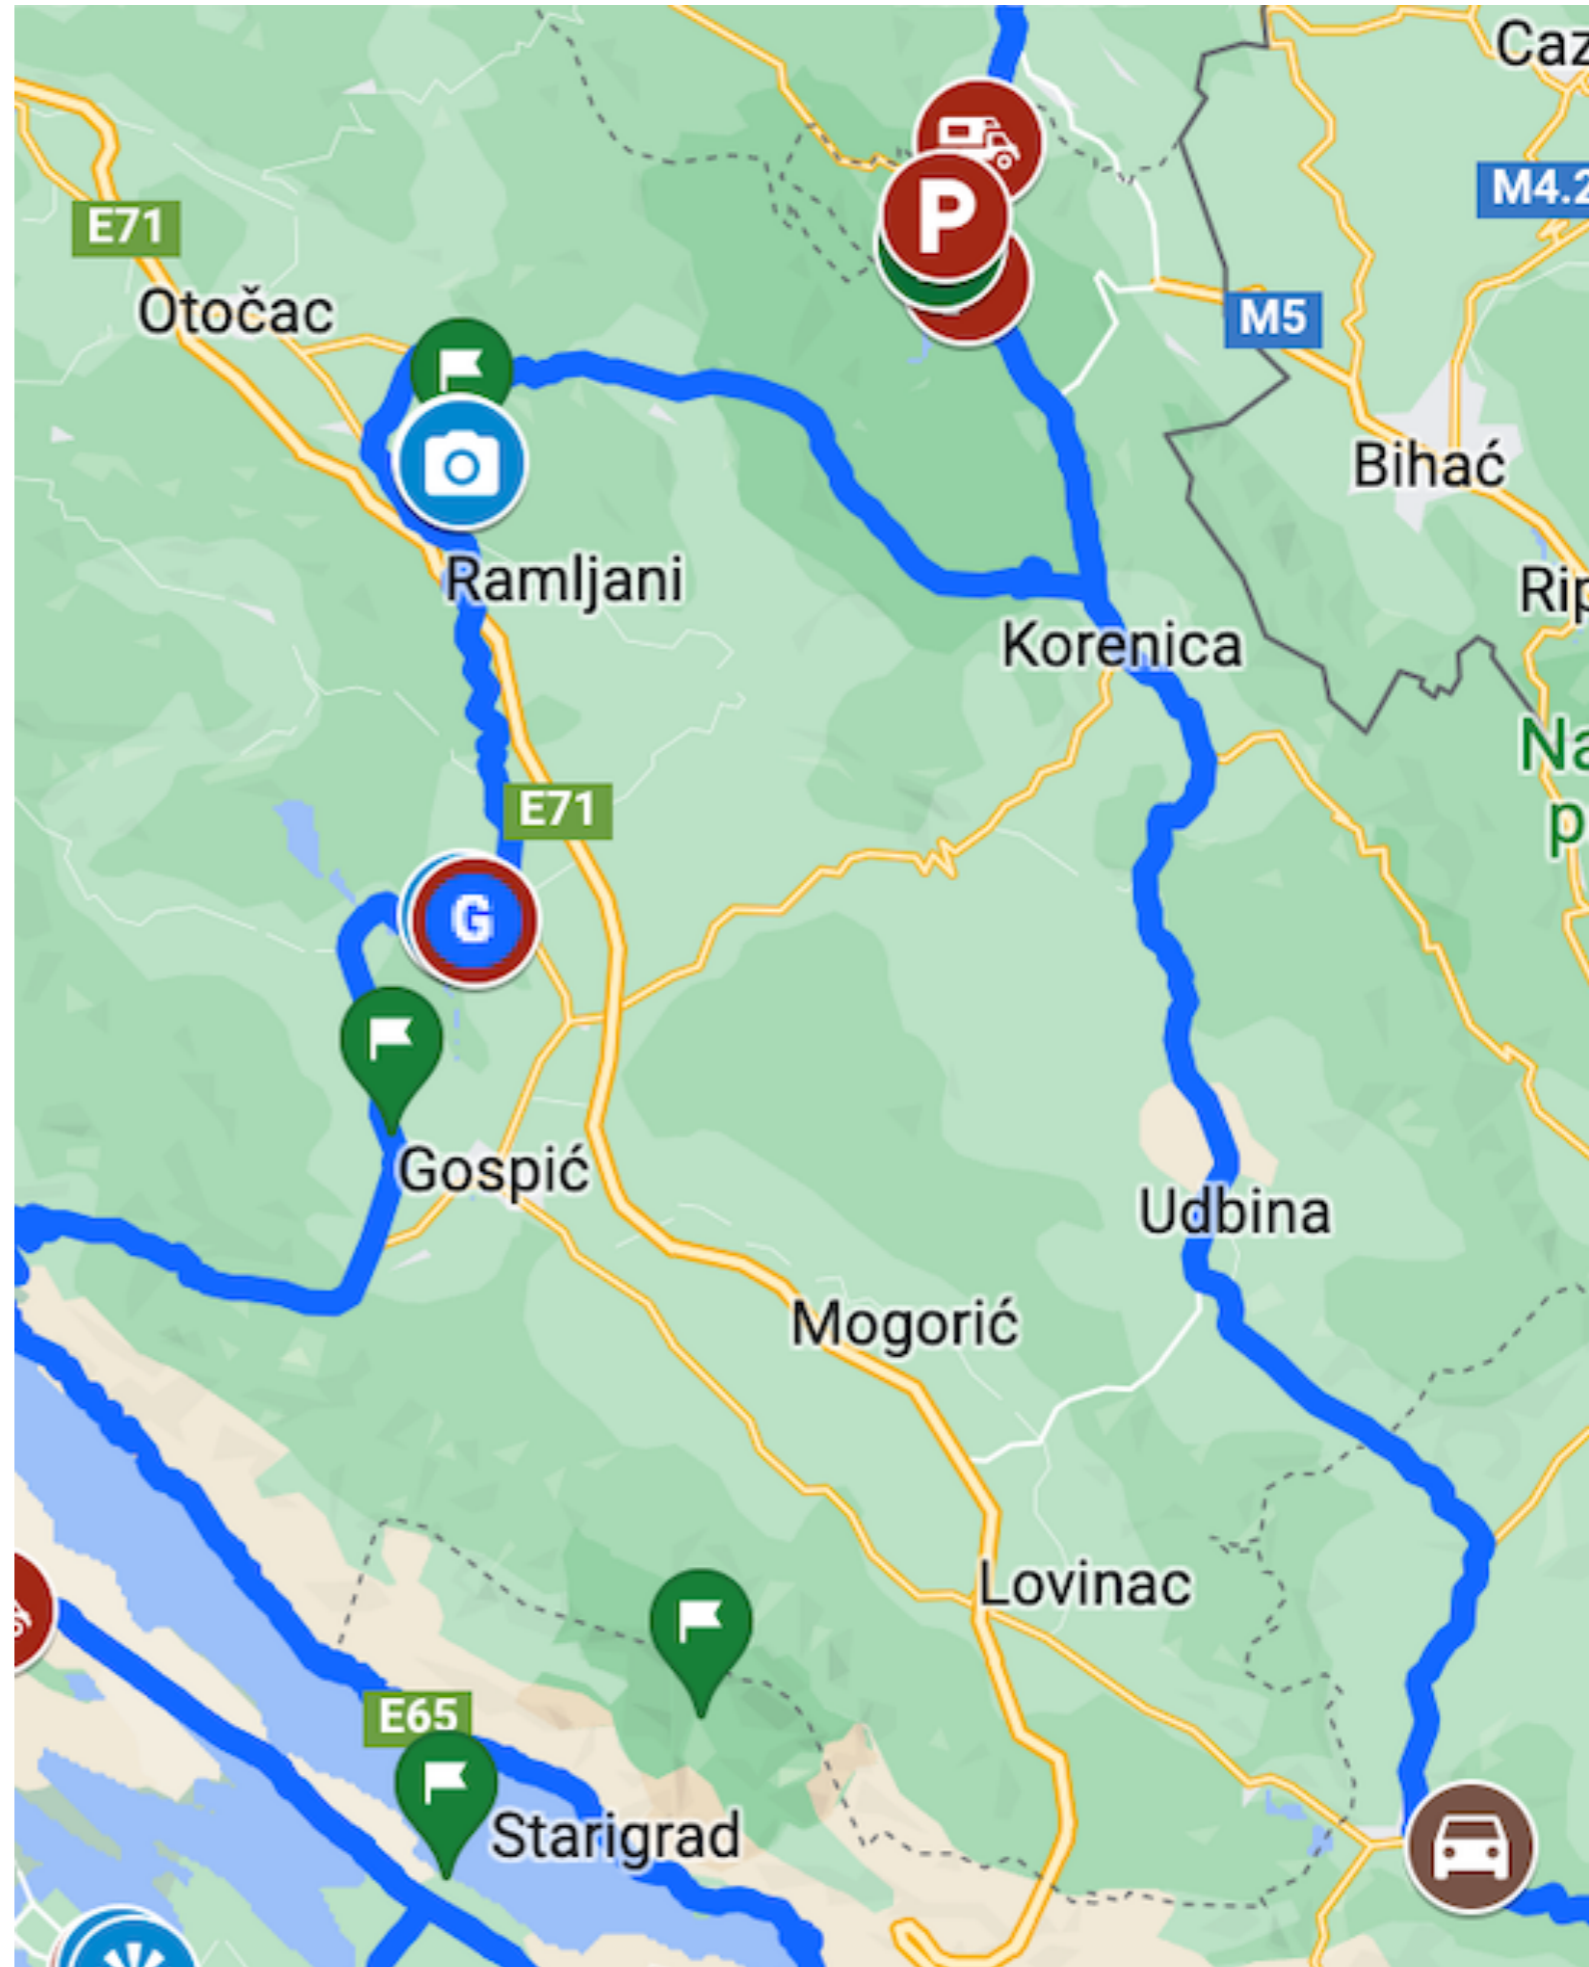 Caz
M4.2
P
E71
Otočac
M5
Bihać
Ramljani
Rip
Korenica
Na
p
E71
G
Gospić
Udbina
Mogorić
Lovinac
E65
Starigrad